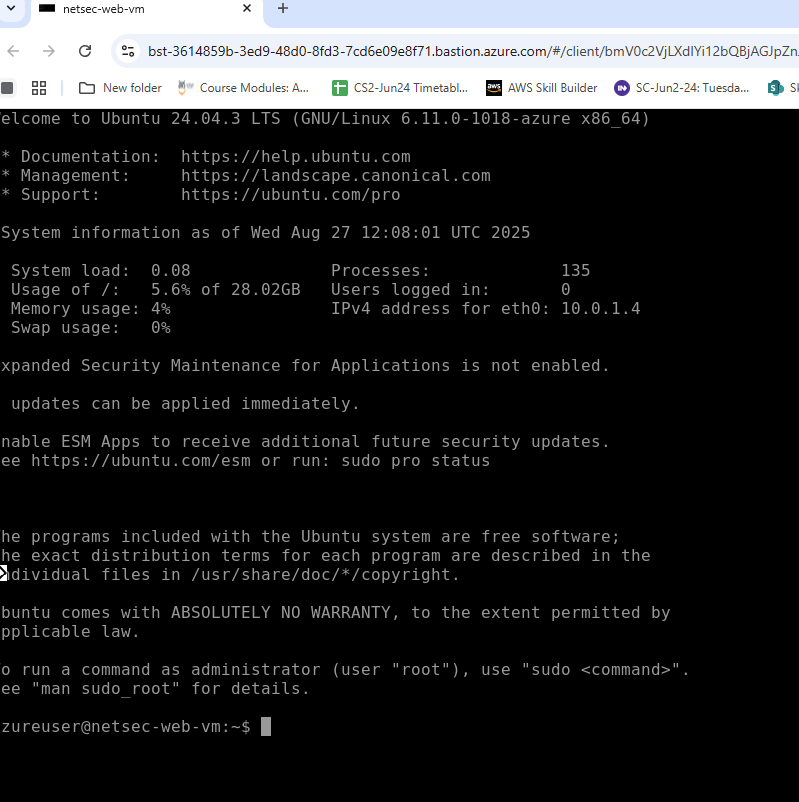 netsec-web-vm
bst-3614859b-3ed9-48d0-8fd3-7cd6e09e8f71.bastion.azure.com/#/client/bmV0c2VjLXdlYi12bQBjAGJpZn
New folder
Course Modules: A...
CS2-Jun24 Timetabl...
aws
AWS Skill Builder
SC-Jun2-24: Tuesda...
elcome to Ubuntu 24.04.3 LTS (GNU/Linux 6.11.0-1018-azure x86_64)
* Documentation:  https://help.ubuntu.com
* Management:     https://landscape.canonical.com
* Support:        https://ubuntu.com/pro
System information as of Wed Aug 27 12:08:01 UTC 2025
System load:  0.08              Processes:             135
Usage of /:   5.6% of 28.02GB   Users logged in:       0
Memory usage: 4%                IPv4 address for eth0: 10.0.1.4
Swap usage:   0%
xpanded Security Maintenance for Applications is not enabled.
updates can be applied immediately.
nable ESM Apps to receive additional future security updates.
ee https://ubuntu.com/esm or run: sudo pro status
he programs included with the Ubuntu system are free software;
he exact distribution terms for each program are described in the
dividual files in /usr/share/doc/*/copyright.
buntu comes with ABSOLUTELY NO WARRANTY, to the extent permitted by
pplicable law.
o run a command as administrator (user "root"), use "sudo <command>".
ee "man sudo_root" for details.
zureuser@netsec-web-vm:~$